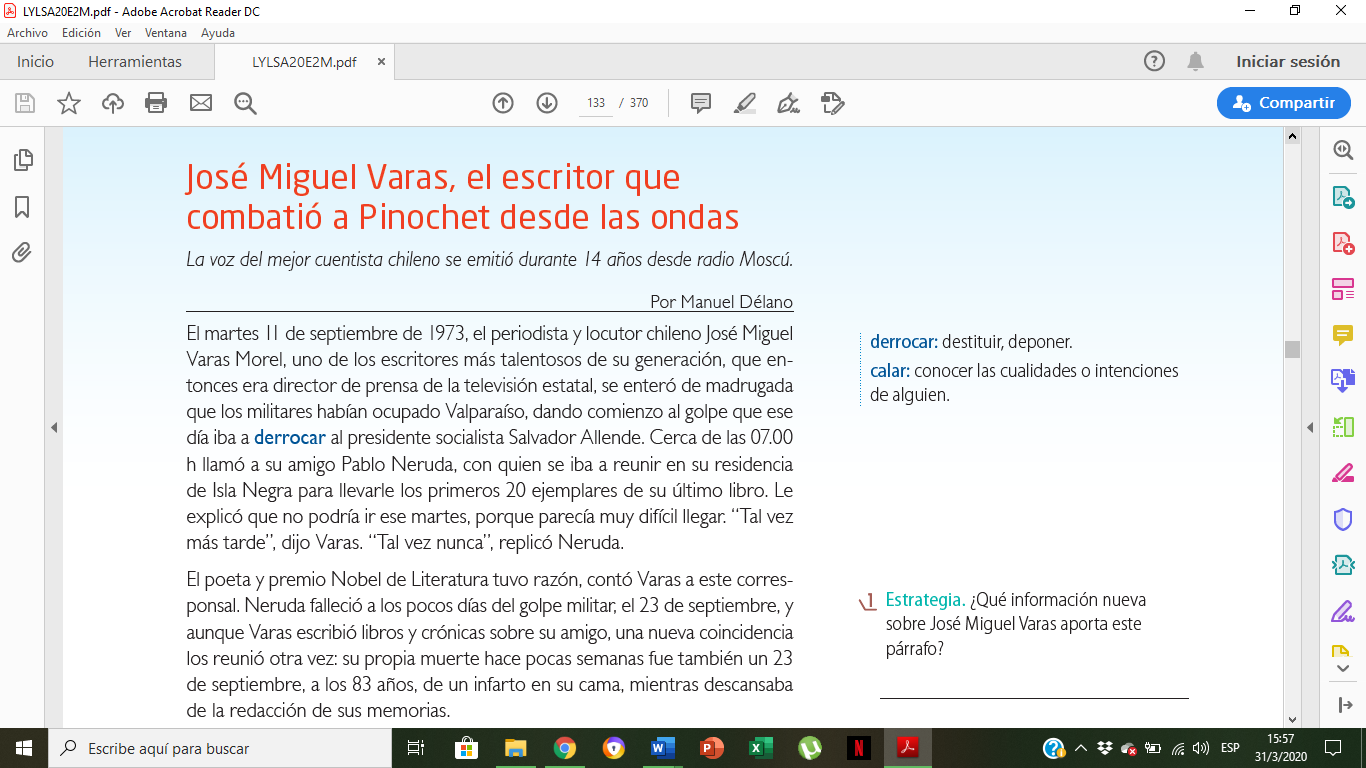 LYLSA20E2M.pdf - Adobe Acrobat Reader DC
Archivo Edición Ver Ventana Ayuda
Inicio Herramientas LYLSA20E2M.pdf × Iniciar sesión
133 / 370 Compartir
José Miguel Varas, el escritor que
combatió a Pinochet desde las ondas
La voz del mejor cuentista chileno se emitió durante 14 años desde radio Moscú.
Por Manuel Délano
El martes 11 de septiembre de 1973, el periodista y locutor chileno José Miguel
Varas Morel, uno de los escritores más talentosos de su generación, que en-
tonces era director de prensa de la televisión estatal, se enteró de madrugada
que los militares habían ocupado Valparaíso, dando comienzo al golpe que ese
día iba a derrocar al presidente socialista Salvador Allende. Cerca de las 07.00
h llamó a su amigo Pablo Neruda, con quien se iba a reunir en su residencia
de Isla Negra para llevarle los primeros 20 ejemplares de su último libro. Le
explicó que no podría ir ese martes, porque parecía muy difícil llegar. “Tal vez
más tarde”, dijo Varas. “Tal vez nunca”, replicó Neruda.
El poeta y premio Nobel de Literatura tuvo razón, contó Varas a este corres-
ponsal. Neruda falleció a los pocos días del golpe militar, el 23 de septiembre, y
aunque Varas escribió libros y crónicas sobre su amigo, una nueva coincidencia
los reunió otra vez: su propia muerte hace pocas semanas fue también un 23
de septiembre, a los 83 años, de un infarto en su cama, mientras descansaba
de la redacción de sus memorias.
derrocar: destituir, deponer.
calar: conocer las cualidades o intenciones
de alguien.
1 Estrategia. ¿Qué información nueva
sobre José Miguel Varas aporta este
párrafo?
Escribe aquí para buscar
ESP
15:57
31/3/2020